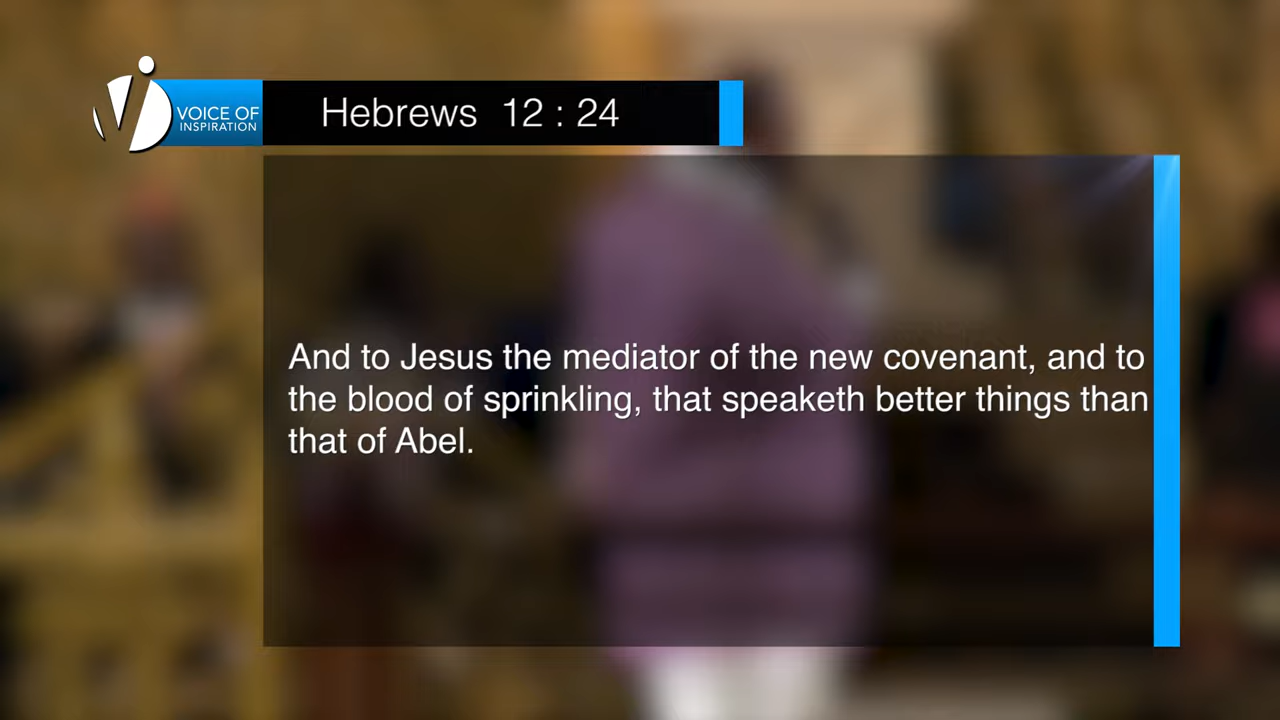 VOICE OF
INSPIRATION
Hebrews 12 : 24
And to Jesus the mediator of the new covenant, and to
the blood of sprinkling, that speaketh better things than
that of Abel.